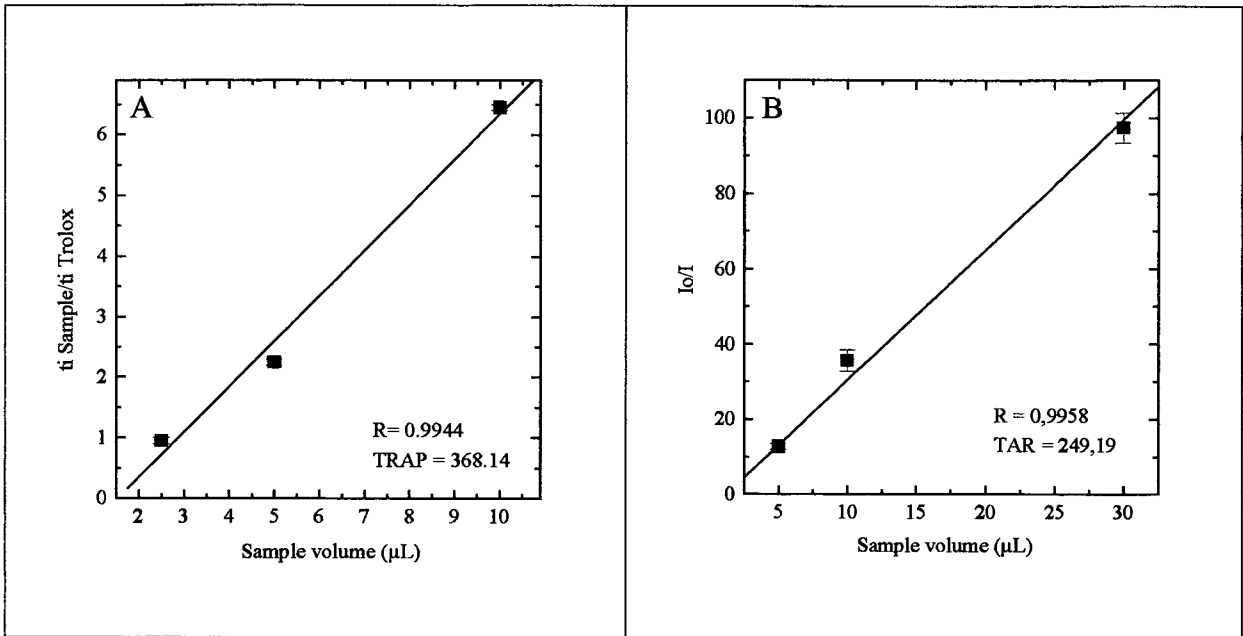 A
ti Sample/ti Trolox
6
5
4
3
2
1
0
R= 0.9944
TRAP = 368.14
2 3 4 5 6 7 8 9 10
Sample volume (µL)
B
Io/I
100
80
60
40
20
0
R = 0,9958
TAR = 249,19
5 10 15 20 25 30
Sample volume (µL)